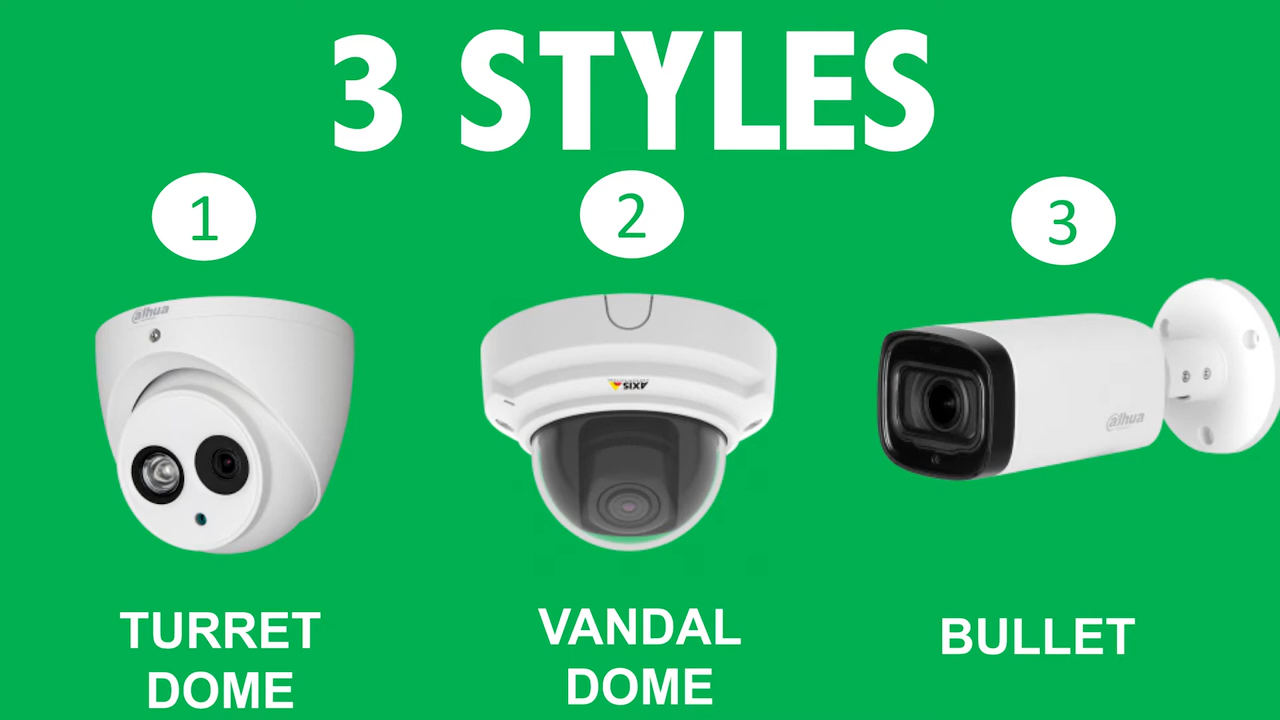 3 STYLES
1
2
3
alhua
AXIS
alhua
TURRET
DOME
VANDAL
DOME
BULLET